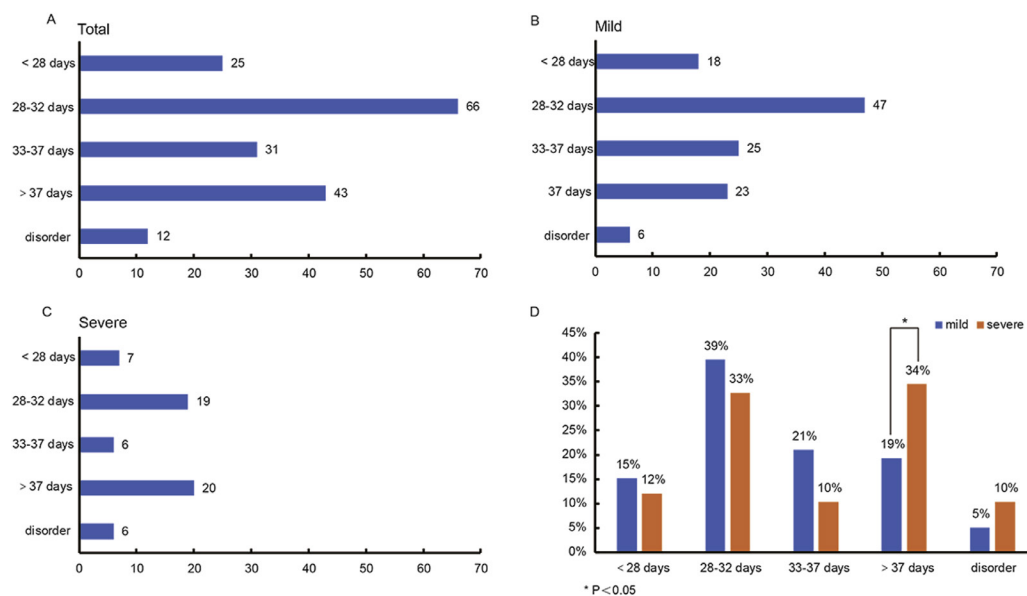 A
Total
< 28 days
25
28-32 days
66
33-37 days
31
> 37 days
43
disorder
12
0 10 20 30 40 50 60 70
B
Mild
< 28 days
18
28-32 days
47
33-37 days
25
37 days
23
disorder
6
0 10 20 30 40 50 60 70
C
Severe
< 28 days
7
28-32 days
19
33-37 days
6
> 37 days
20
disorder
6
0 10 20 30 40 50 60 70
D
mild severe
45%
40%
35%
30%
25%
20%
15%
10%
5%
0%
15% 12%
39% 33%
21% 10%
19% 34%
*
5% 10%
< 28 days 28-32 days 33-37 days > 37 days disorder
* P<0.05